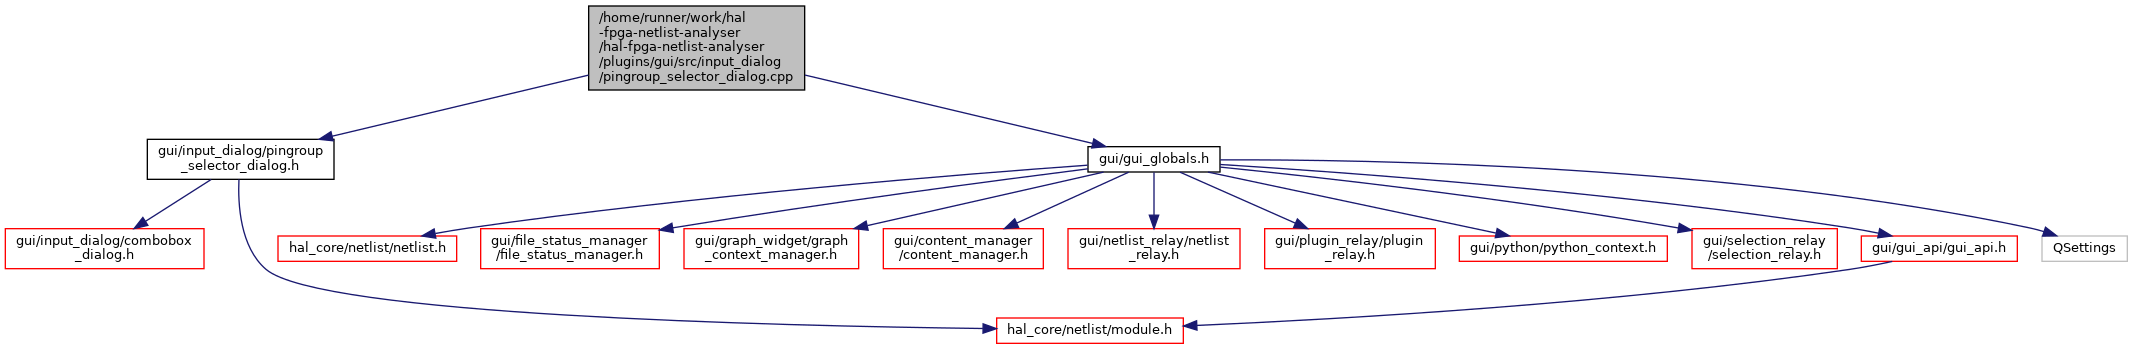 /home/runner/work/hal
-fpga-netlist-analyser
/hal-fpga-netlist-analyser
/plugins/gui/src/input_dialog
/pingroup_selector_dialog.cpp
gui/input_dialog/pingroup
_selector_dialog.h
gui/gui_globals.h
gui/input_dialog/combobox
_dialog.h
hal_core/netlist/netlist.h
gui/file_status_manager
/file_status_manager.h
gui/graph_widget/graph
_context_manager.h
gui/content_manager
/content_manager.h
gui/netlist_relay/netlist
_relay.h
gui/plugin_relay/plugin
_relay.h
gui/python/python_context.h
gui/selection_relay
/selection_relay.h
gui/gui_api/gui_api.h
QSettings
hal_core/netlist/module.h